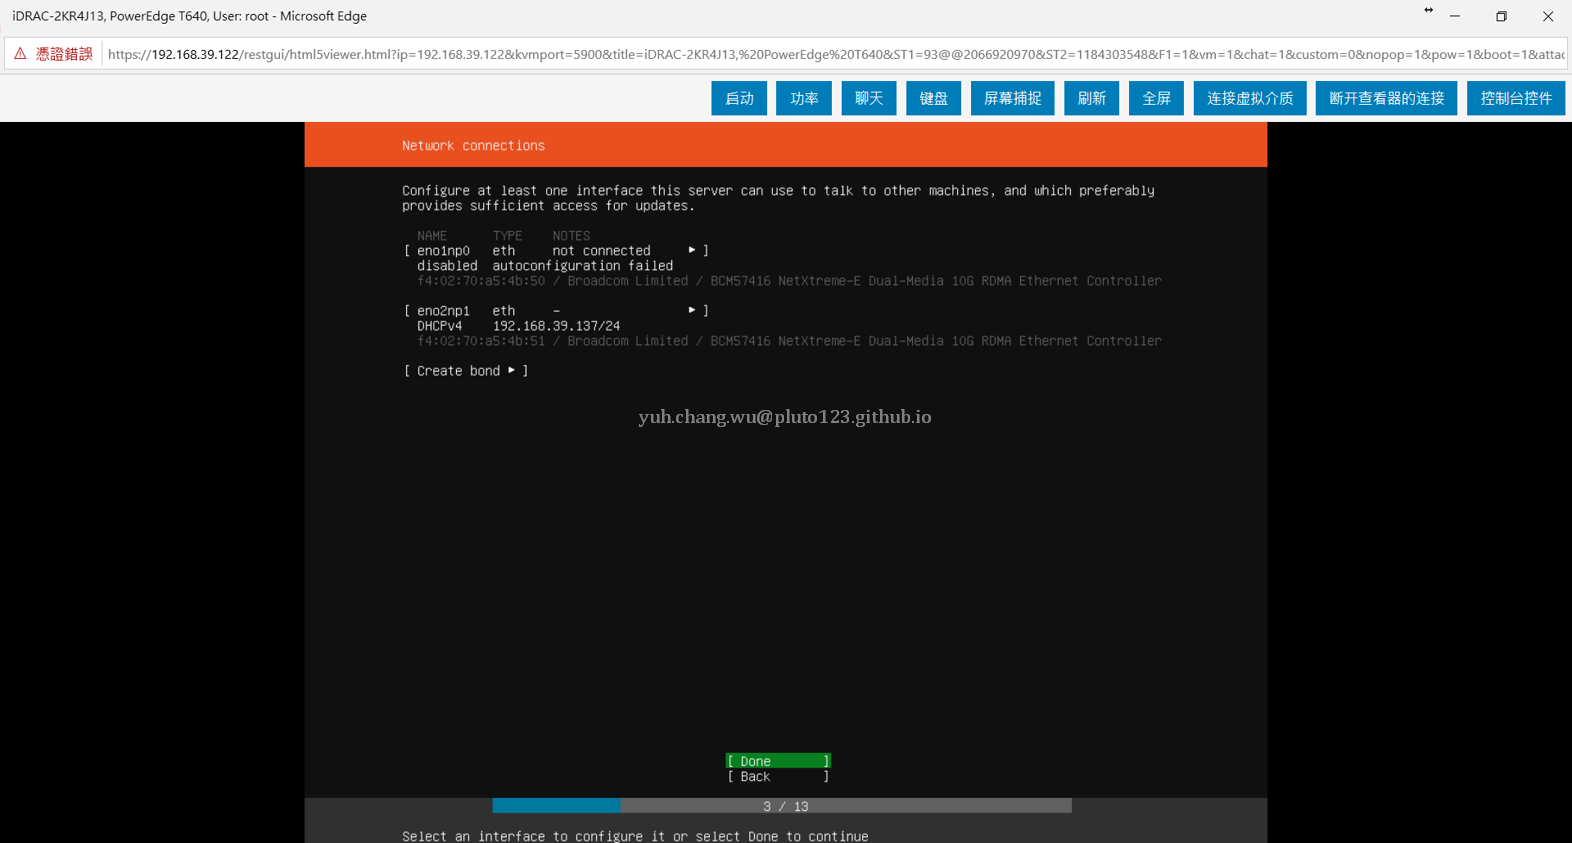 iDRAC-2KR4J13, PowerEdge T640, User: root - Microsoft Edge
憑證錯誤 https://192.168.39.122/restgui/html5viewer.html?ip=192.168.39.122&kvmport=5900&title=iDRAC-2KR4J13,%20PowerEdge%20T640&ST1=93@@2066920970&ST2=1184303548&F1=1&vm=1&chat=1&custom=0&nopop=1&pow=1&boot=1&attac
启动 功率 聊天 键盘 屏幕捕捉 刷新 全屏 连接虚拟介质 断开查看器的连接 控制台控件
Network connections
Configure at least one interface this server can use to talk to other machines, and which preferably
provides sufficient access for updates.
NAME TYPE NOTES
[ eno1np0 eth not connected ▸ ]
disabled autoconfiguration failed
f4:02:70:a5:4b:50 / Broadcom Limited / BCM57416 NetXtreme-E Dual-Media 10G RDMA Ethernet Controller
[ eno2np1 eth – ▸ ]
DHCPv4 192.168.39.137/24
f4:02:70:a5:4b:51 / Broadcom Limited / BCM57416 NetXtreme-E Dual-Media 10G RDMA Ethernet Controller
[ Create bond ▸ ]
yuh.chang.wu@pluto123.github.io
[ Done ]
[ Back ]
3 / 13
Select an interface to configure it or select Done to continue